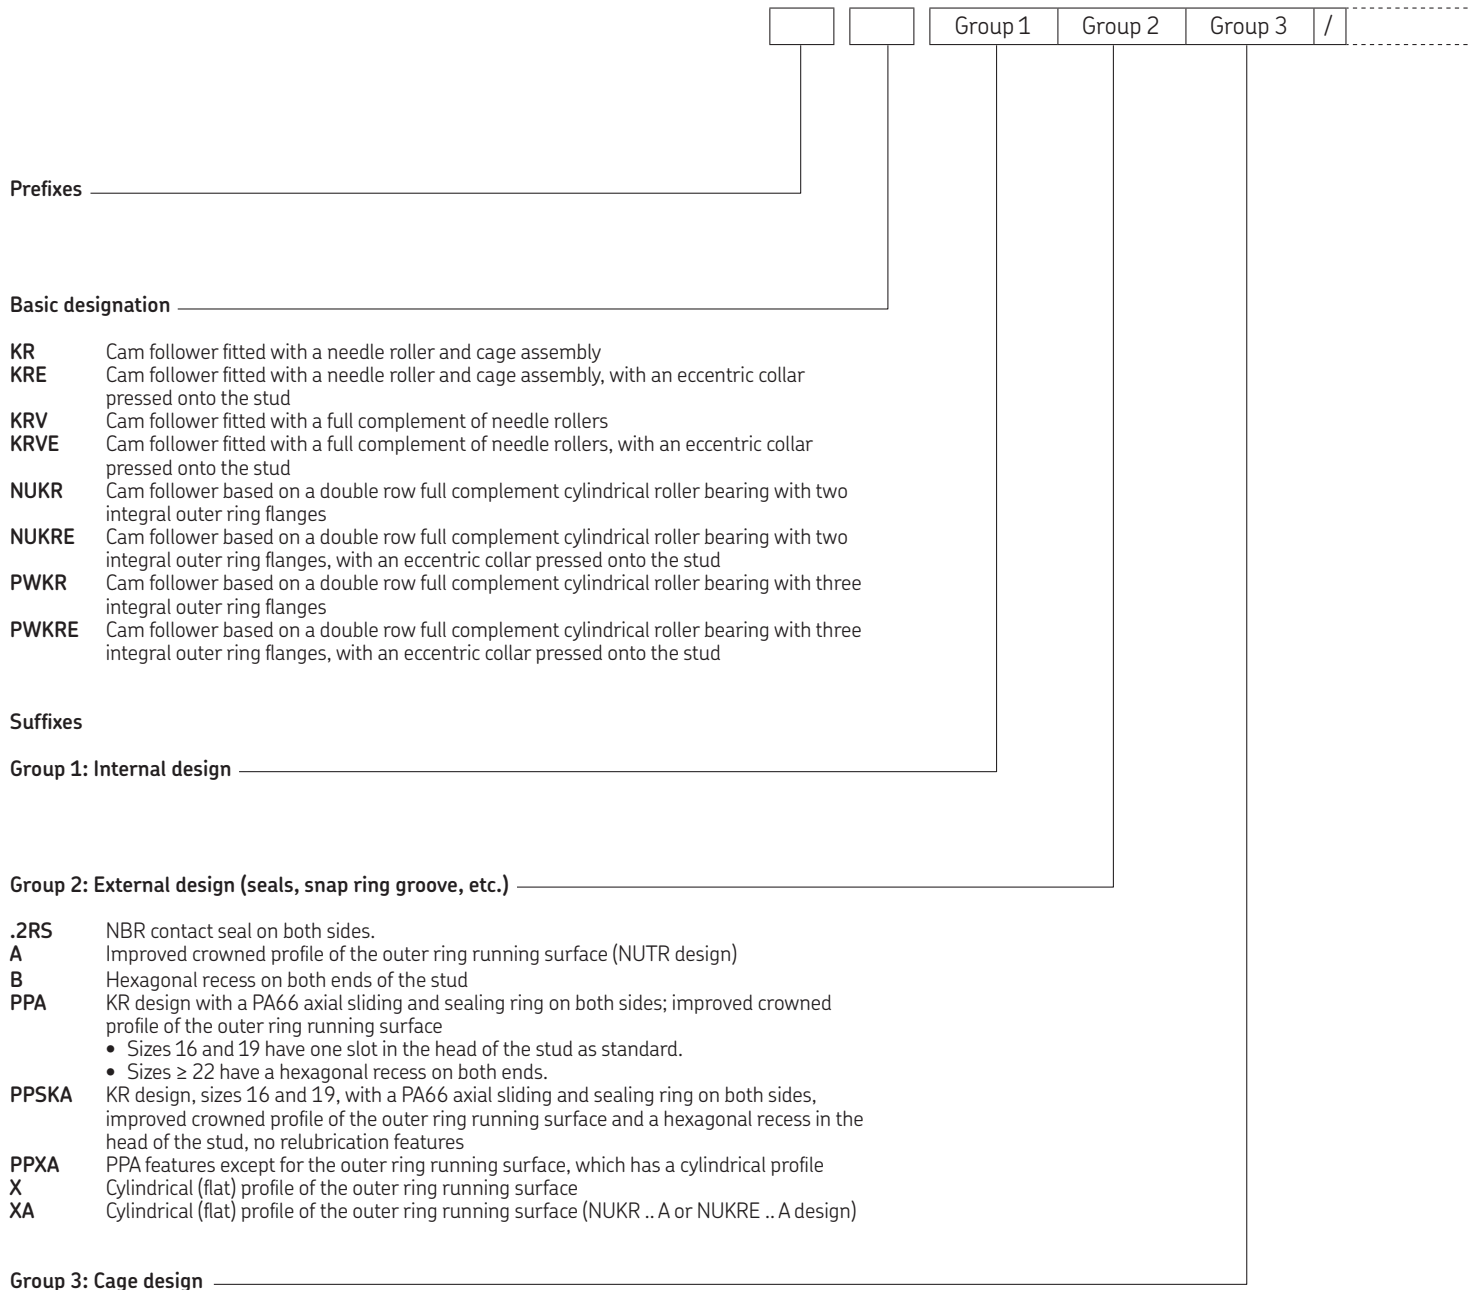 Group 1 Group 2 Group 3 /
Prefixes
Basic designation
KR Cam follower fitted with a needle roller and cage assembly
KRE Cam follower fitted with a needle roller and cage assembly, with an eccentric collar
pressed onto the stud
KRV Cam follower fitted with a full complement of needle rollers
KRVE Cam follower fitted with a full complement of needle rollers, with an eccentric collar
pressed onto the stud
NUKR Cam follower based on a double row full complement cylindrical roller bearing with two
integral outer ring flanges
NUKRE Cam follower based on a double row full complement cylindrical roller bearing with two
integral outer ring flanges, with an eccentric collar pressed onto the stud
PWKR Cam follower based on a double row full complement cylindrical roller bearing with three
integral outer ring flanges
PWKRE Cam follower based on a double row full complement cylindrical roller bearing with three
integral outer ring flanges, with an eccentric collar pressed onto the stud
Suffixes
Group 1: Internal design
Group 2: External design (seals, snap ring groove, etc.)
.2RS NBR contact seal on both sides.
A Improved crowned profile of the outer ring running surface (NUTR design)
B Hexagonal recess on both ends of the stud
PPA KR design with a PA66 axial sliding and sealing ring on both sides; improved crowned
profile of the outer ring running surface
• Sizes 16 and 19 have one slot in the head of the stud as standard.
• Sizes ≥ 22 have a hexagonal recess on both ends.
PPSKA KR design, sizes 16 and 19, with a PA66 axial sliding and sealing ring on both sides,
improved crowned profile of the outer ring running surface and a hexagonal recess in the
head of the stud, no relubrication features
PPXA PPA features except for the outer ring running surface, which has a cylindrical profile
X Cylindrical (flat) profile of the outer ring running surface
XA Cylindrical (flat) profile of the outer ring running surface (NUKR .. A or NUKRE .. A design)
Group 3: Cage design